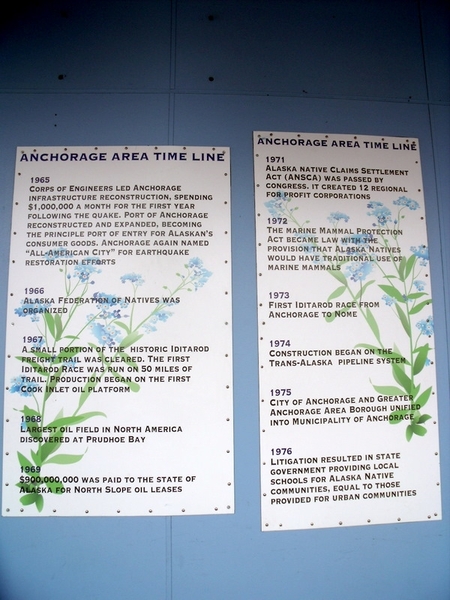 ANCHORAGE AREA TIME LINE
1965
CORPS OF ENGINEERS LED ANCHORAGE
INFRASTRUCTURE RECONSTRUCTION, SPENDING
$1,000,000 A MONTH FOR THE FIRST YEAR
FOLLOWING THE QUAKE. PORT OF ANCHORAGE
RECONSTRUCTED AND EXPANDED, BECOMING
THE PRINCIPLE PORT OF ENTRY FOR ALASKAN'S
CONSUMER GOODS. ANCHORAGE AGAIN NAMED
"ALL-AMERICAN CITY" FOR EARTHQUAKE
RESTORATION EFFORTS
1966
ALASKA FEDERATION OF NATIVES WAS
ORGANIZED
1967
A SMALL PORTION OF THE HISTORIC IDITAROD
FREIGHT TRAIL WAS CLEARED. THE FIRST
IDITAROD RACE WAS RUN ON 50 MILES OF
TRAIL. PRODUCTION BEGAN ON THE FIRST
COOK INLET OIL PLATFORM
1968
LARGEST OIL FIELD IN NORTH AMERICA
DISCOVERED AT PRUDHOE BAY
1969
$900,000,000 WAS PAID TO THE STATE OF
ALASKA FOR NORTH SLOPE OIL LEASES
ANCHORAGE AREA TIME LINE
1971
ALASKA NATIVE CLAIMS SETTLEMENT
ACT (ANSCA) WAS PASSED BY
CONGRESS. IT CREATED 12 REGIONAL
FOR PROFIT CORPORATIONS
1972
THE MARINE MAMMAL PROTECTION
ACT BECAME LAW WITH THE
PROVISION THAT ALASKA NATIVES
WOULD HAVE TRADITIONAL USE OF
MARINE MAMMALS
1973
FIRST IDITAROD RACE FROM
ANCHORAGE TO NOME
1974
CONSTRUCTION BEGAN ON THE
TRANS-ALASKA PIPELINE SYSTEM
1975
CITY OF ANCHORAGE AND GREATER
ANCHORAGE AREA BOROUGH UNIFIED
INTO MUNICIPALITY OF ANCHORAGE
1976
LITIGATION RESULTED IN STATE
GOVERNMENT PROVIDING LOCAL
SCHOOLS FOR ALASKA NATIVE
COMMUNITIES, EQUAL TO THOSE
PROVIDED FOR URBAN COMMUNITIES